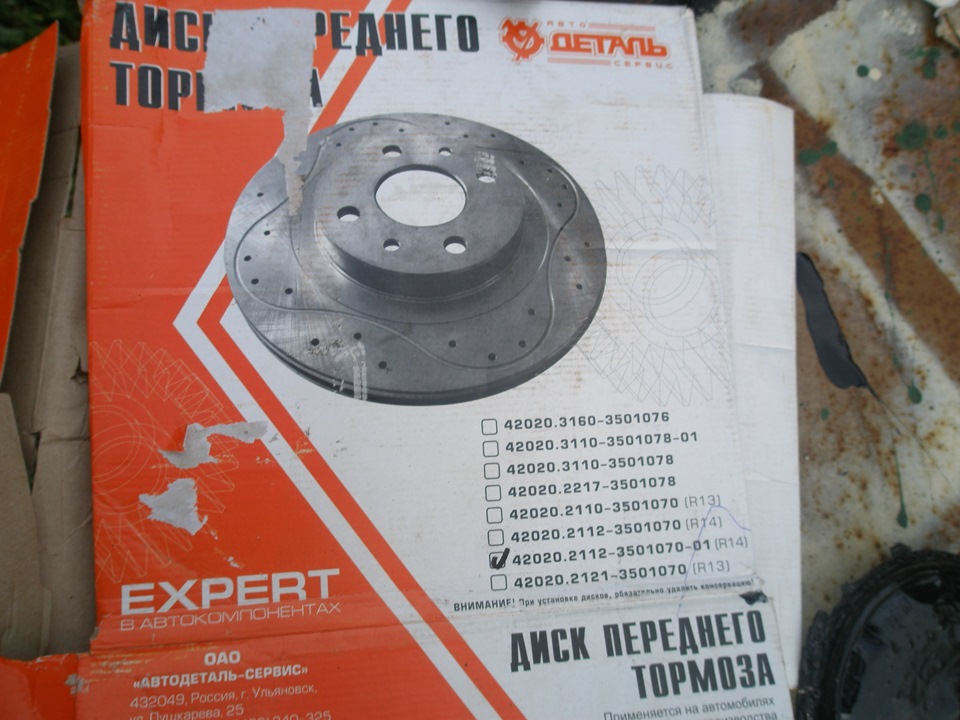 ДИСК ПЕРЕДНЕГО
АВТО
ДЕТАЛЬ
СЕРВИС
42020.3160-3501076
42020.3110-3501078-01
42020.3110-3501078
42020.2217-3501078
42020.2110-3501070 (R13)
42020.2112-3501070 (R14)
42020.2112-3501070-01 (R14)
42020.2121-3501070 (R13)
ВНИМАНИЕ! При установке дисков, обязательно удалить консервацию!
EXPERT
В АВТОКОМПОНЕНТАХ
ДИСК ПЕРЕДНЕГО
ТОРМОЗА
ОАО
«АВТОДЕТАЛЬ-СЕРВИС»
432049, Россия, г. Ульяновск,
ул. Пушкарева, 25
Применяется на автомобилях